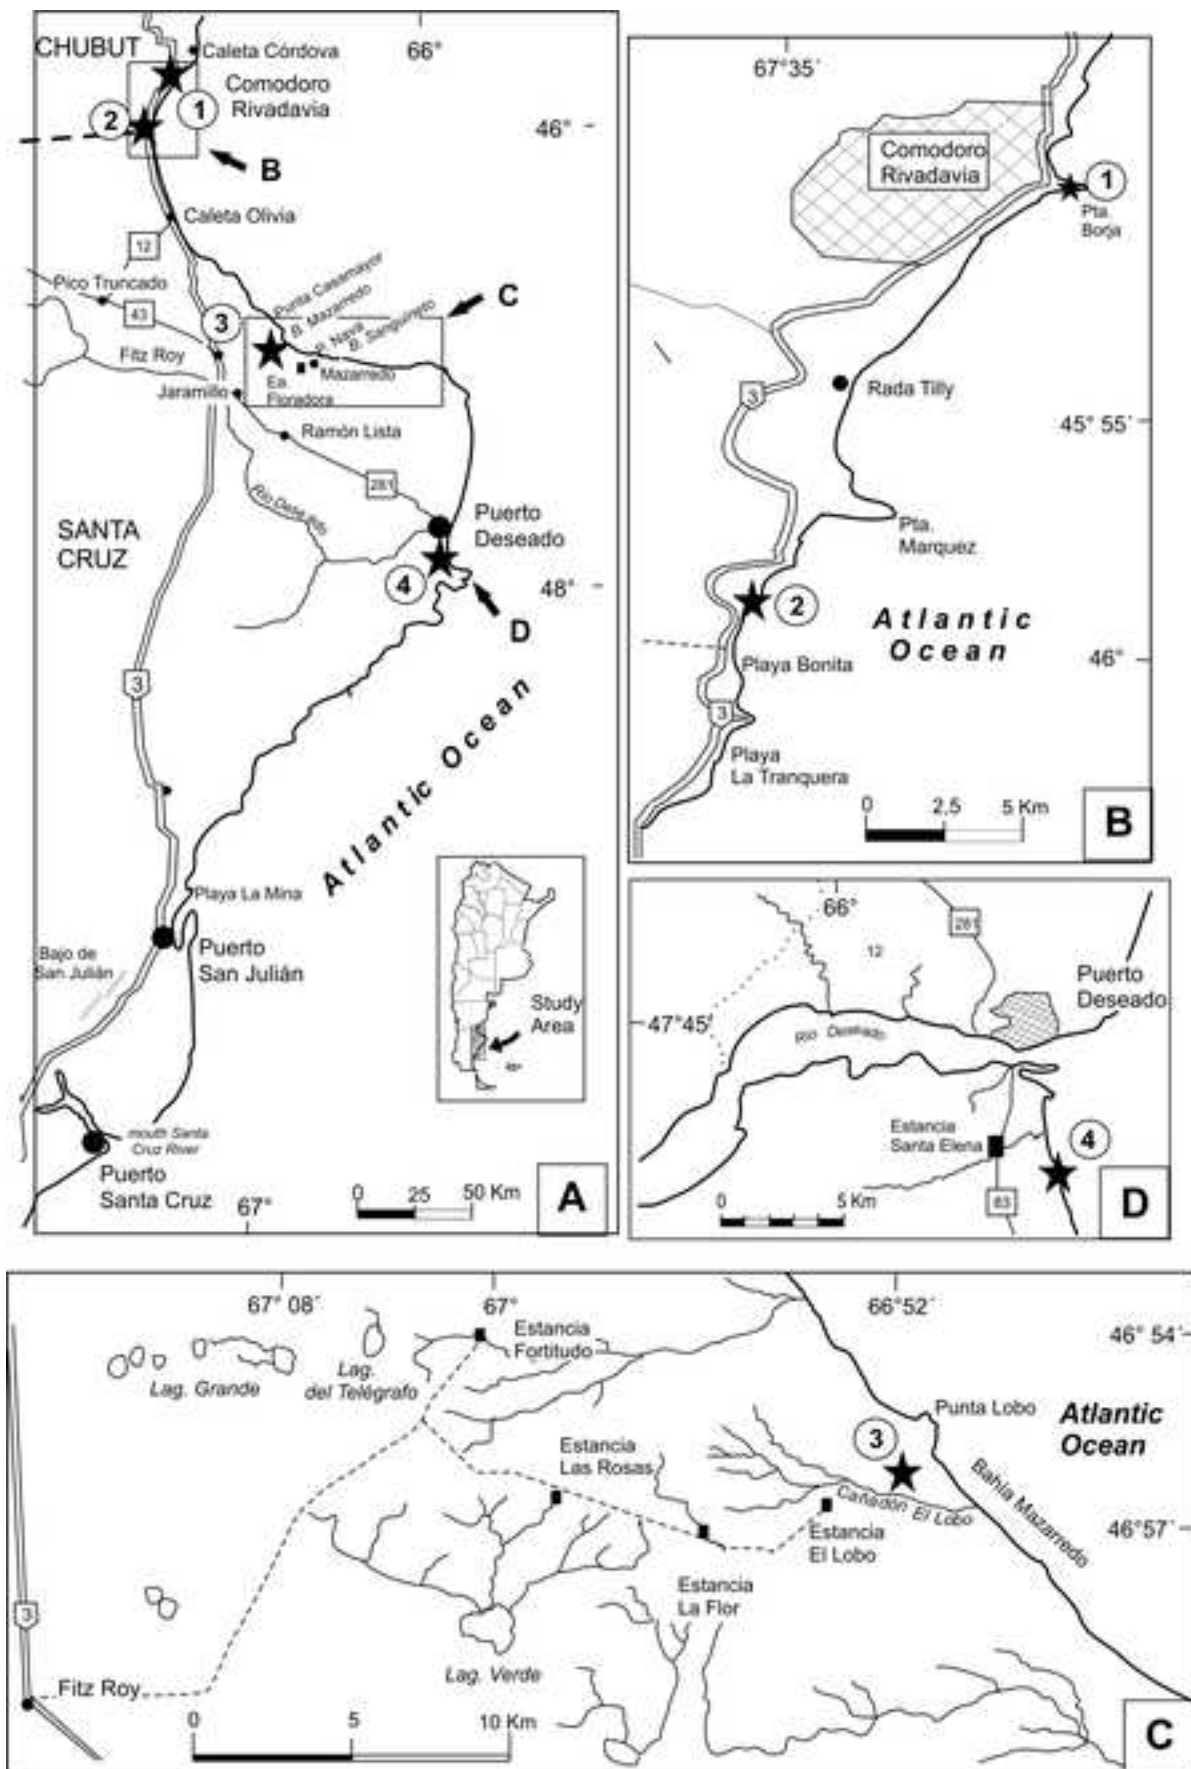 CHUBUT
66°
Caleta Córdova
Comodoro
Rivadavia
1
2
46°
B
Caleta Olivia
12
Pico Truncado
43
3
Punta Casamayor
B. Mazarredo
P. Nava
B. Sanguineto
C
Fitz Roy
Mazarredo
Ea.
Floradora
Jaramillo
Ramón Lista
281
Río Deseado
SANTA
CRUZ
Puerto
Deseado
4
48°
D
3
Atlantic Ocean
Playa La Mina
Puerto
San Julián
Bajo de
San Julián
Study
Area
mouth Santa
Cruz River
Puerto
Santa Cruz
67°
0 25 50 Km
A
67°35´
Comodoro
Rivadavia
1
Pta.
Borja
3
Rada Tilly
45° 55´
Pta.
Marquez
2
Atlantic
Ocean
Playa Bonita
46°
3
Playa
La Tranquera
0 2,5 5 Km
B
66°
281
12
Puerto
Deseado
47°45´
Río Deseado
Estancia
Santa Elena
4
83
0 5 Km
D
67° 08´
67°
66° 52´
46° 54´
Estancia
Fortitudo
Lag. Grande
Lag.
del Telégrafo
Punta Lobo
Atlantic
Ocean
3
Estancia
Las Rosas
Cañadón El Lobo
Bahía Mazarredo
46° 57´
Estancia
El Lobo
Estancia
La Flor
3
Lag. Verde
Fitz Roy
0 5 10 Km
C